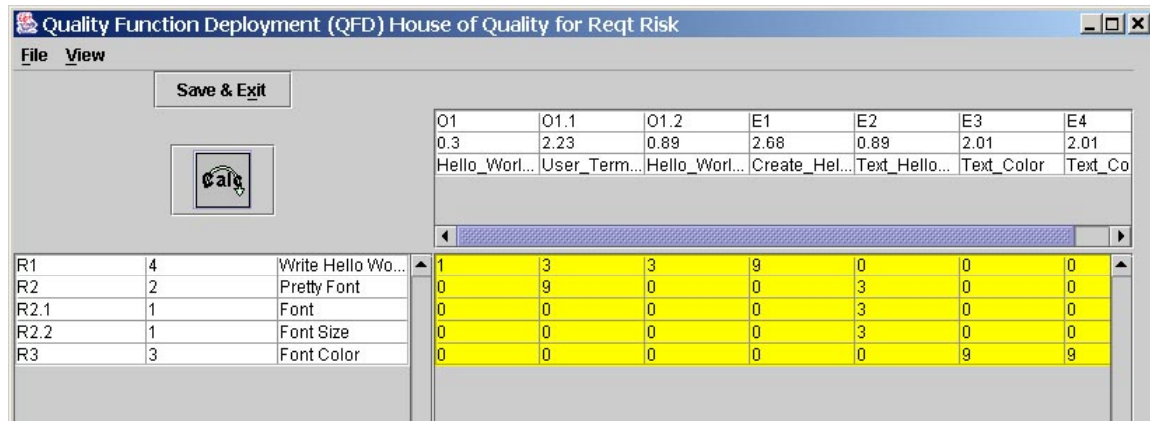 Quality Function Deployment (QFD) House of Quality for Reqt Risk
File View
Save & Exit
Calc
O1 O1.1 O1.2 E1 E2 E3 E4
0.3 2.23 0.89 2.68 0.89 2.01 2.01
Hello_Worl... User_Term... Hello_Worl... Create_Hel... Text_Hello... Text_Color Text_Co
R1 4 Write Hello Wo... 1 3 3 9 0 0 0
R2 2 Pretty Font 0 9 0 0 3 0 0
R2.1 1 Font 0 0 0 0 3 0 0
R2.2 1 Font Size 0 0 0 0 3 0 0
R3 3 Font Color 0 0 0 0 0 9 9